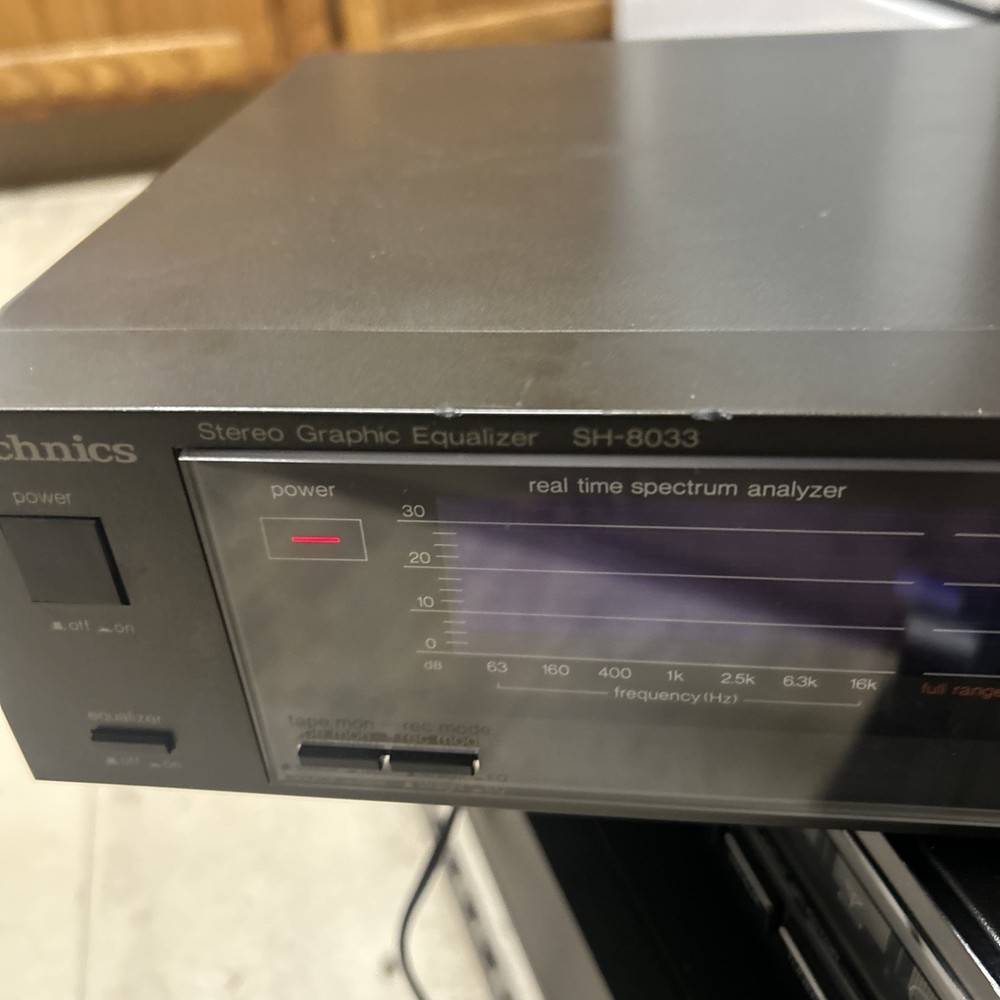 chnics
Stereo Graphic Equalizer SH-8033
power
power
real time spectrum analyzer
30
20
10
0
dB
63 160 400 1k 2.5k 6.3k 16k
frequency(Hz)
full range
off on
equalizer
off on
tape mon rec mode